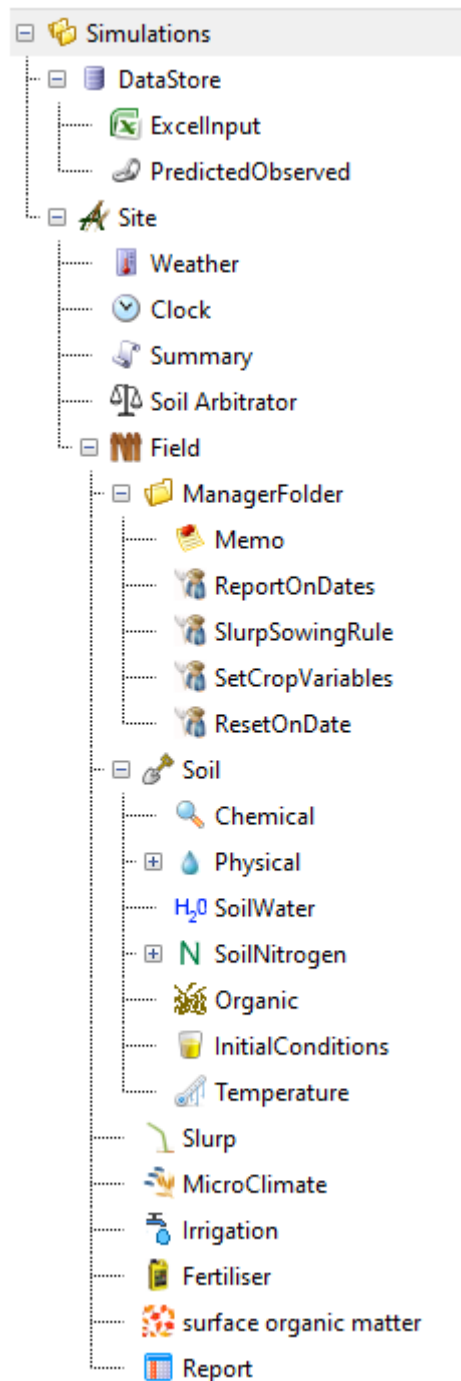 Simulations
DataStore
ExcelInput
PredictedObserved
Site
Weather
Clock
Summary
Soil Arbitrator
Field
ManagerFolder
Memo
ReportOnDates
SlurpSowingRule
SetCropVariables
ResetOnDate
Soil
Chemical
Physical
H₂0 SoilWater
N SoilNitrogen
Organic
InitialConditions
Temperature
Slurp
MicroClimate
Irrigation
Fertiliser
surface organic matter
Report